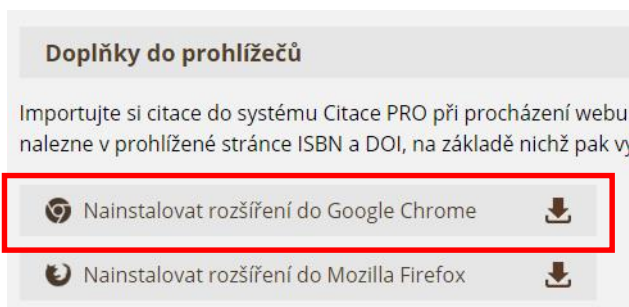 Doplňky do prohlížečů
Importujte si citace do systému Citace PRO při procházení webu
nalezne v prohlížené stránce ISBN a DOI, na základě nichž pak
Nainstalovat rozšíření do Google Chrome
Nainstalovat rozšíření do Mozilla Firefox